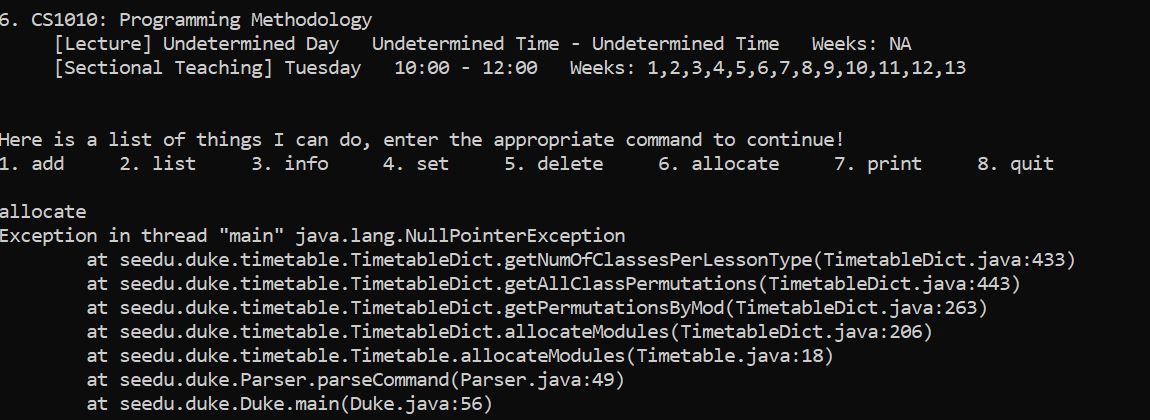 6. CS1010: Programming Methodology
[Lecture] Undetermined Day   Undetermined Time - Undetermined Time   Weeks: NA
[Sectional Teaching] Tuesday   10:00 - 12:00   Weeks: 1,2,3,4,5,6,7,8,9,10,11,12,13
Here is a list of things I can do, enter the appropriate command to continue!
1. add     2. list     3. info     4. set     5. delete     6. allocate     7. print     8. quit
allocate
Exception in thread "main" java.lang.NullPointerException
at seedu.duke.timetable.TimetableDict.getNumOfClassesPerLessonType(TimetableDict.java:433)
at seedu.duke.timetable.TimetableDict.getAllClassPermutations(TimetableDict.java:443)
at seedu.duke.timetable.TimetableDict.getPermutationsByMod(TimetableDict.java:263)
at seedu.duke.timetable.TimetableDict.allocateModules(TimetableDict.java:206)
at seedu.duke.timetable.Timetable.allocateModules(Timetable.java:18)
at seedu.duke.Parser.parseCommand(Parser.java:49)
at seedu.duke.Duke.main(Duke.java:56)